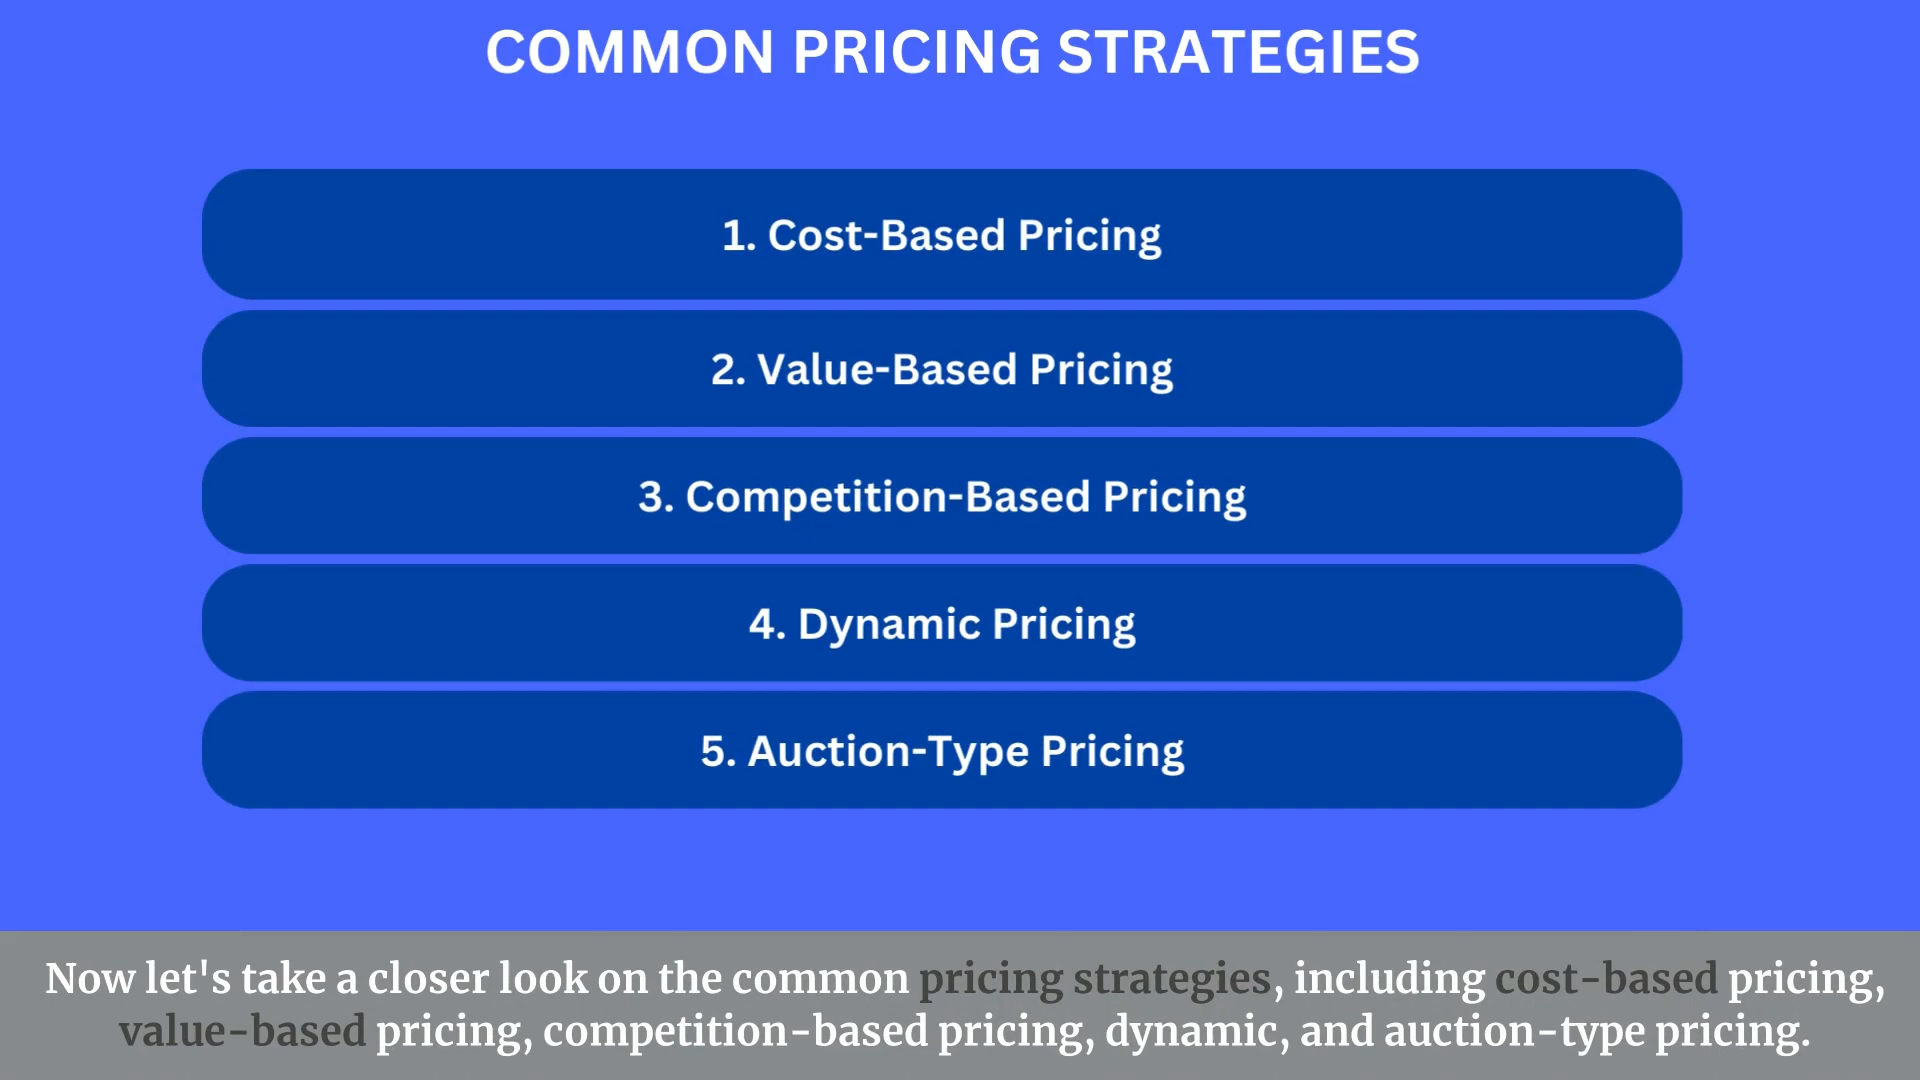 COMMON PRICING STRATEGIES
1. Cost-Based Pricing
2. Value-Based Pricing
3. Competition-Based Pricing
4. Dynamic Pricing
5. Auction-Type Pricing
Now let's take a closer look on the common pricing strategies, including cost-based pricing,
value-based pricing, competition-based pricing, dynamic, and auction-type pricing.